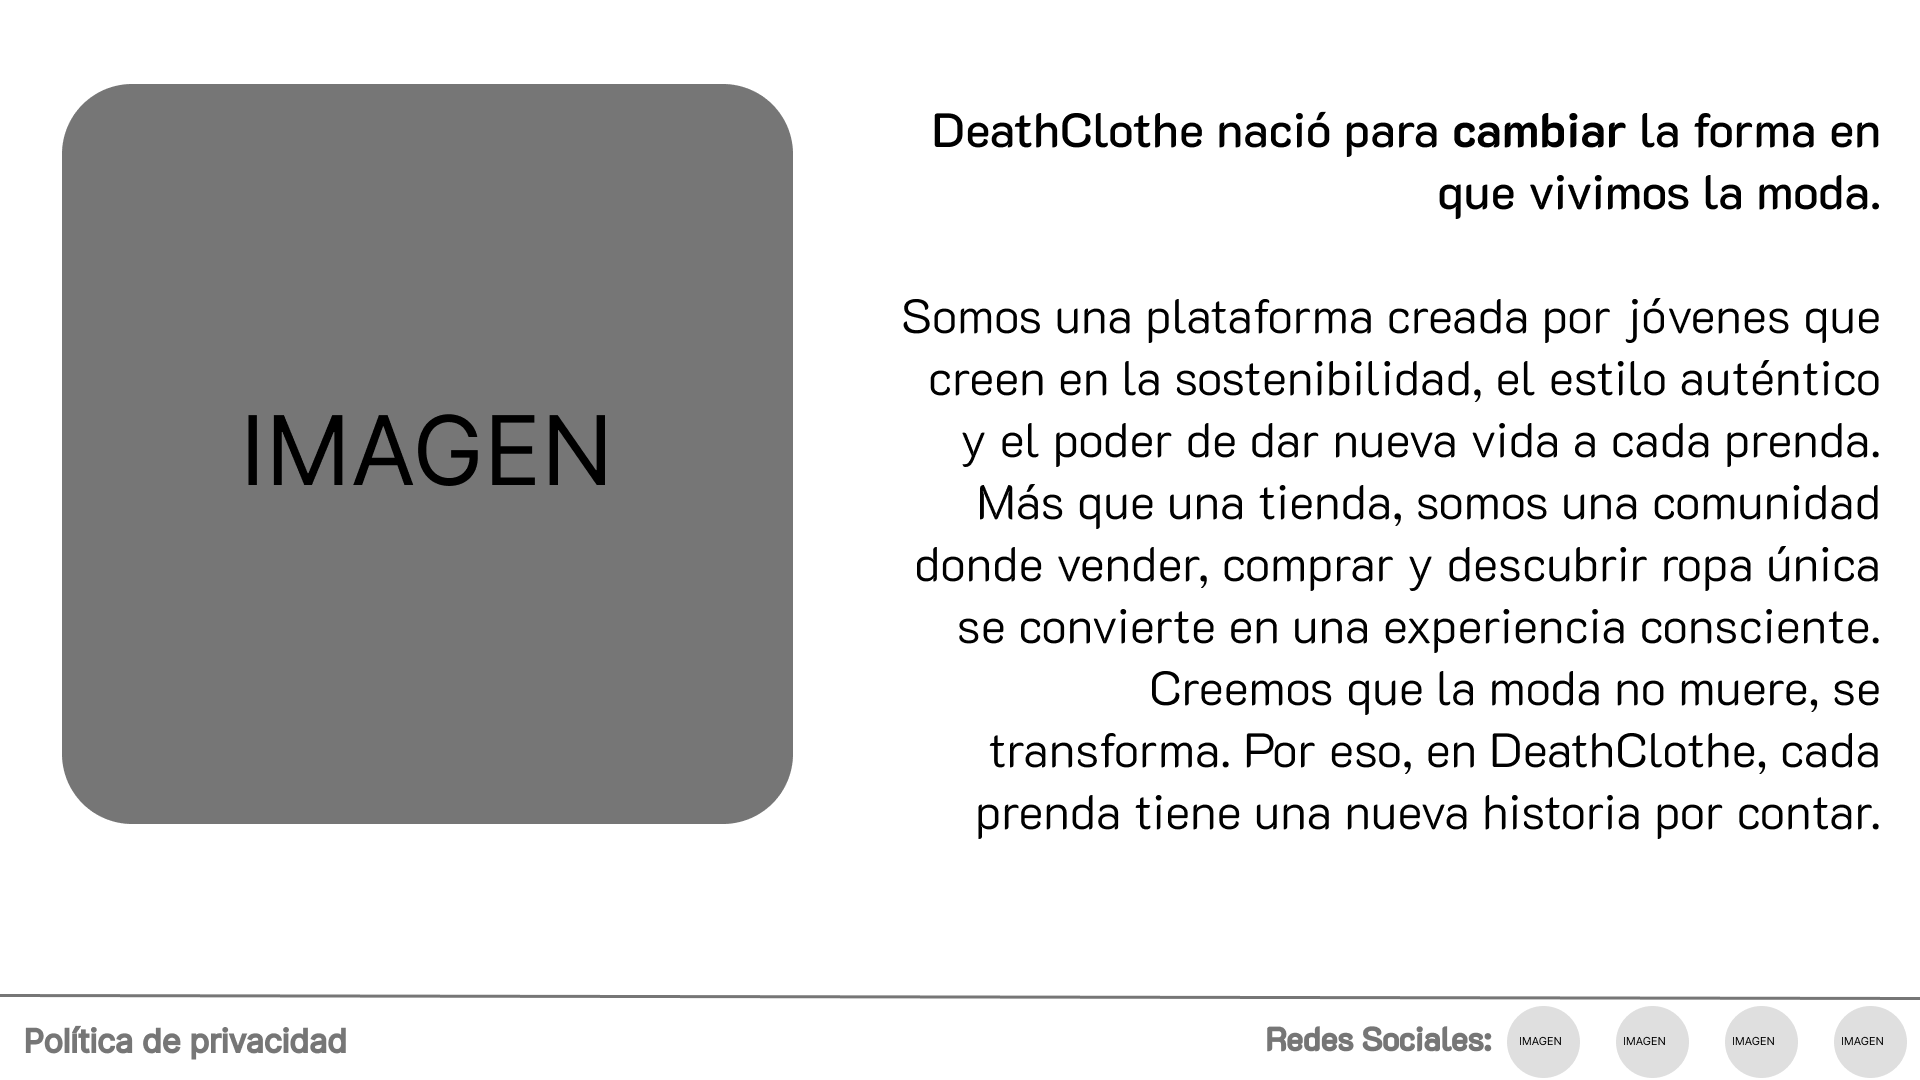 IMAGEN
DeathClothe nació para cambiar la forma en
que vivimos la moda.
Somos una plataforma creada por jóvenes que
creen en la sostenibilidad, el estilo auténtico
y el poder de dar nueva vida a cada prenda.
Más que una tienda, somos una comunidad
donde vender, comprar y descubrir ropa única
se convierte en una experiencia consciente.
Creemos que la moda no muere, se
transforma. Por eso, en DeathClothe, cada
prenda tiene una nueva historia por contar.
Política de privacidad
Redes Sociales:
IMAGEN
IMAGEN
IMAGEN
IMAGEN